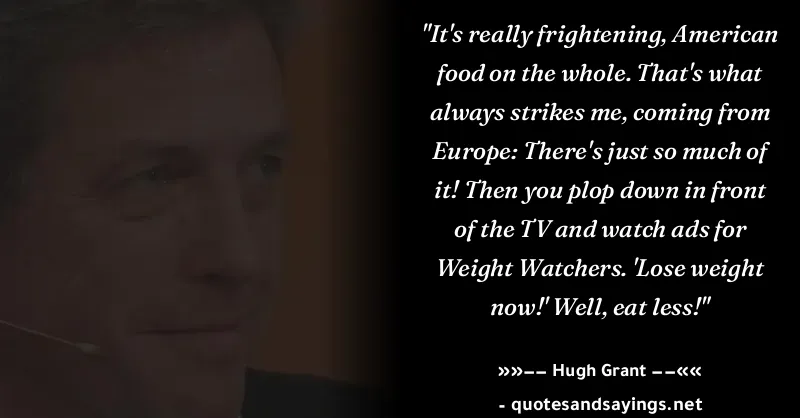 "It's really frightening, American
food on the whole. That's what
always strikes me, coming from
Europe: There's just so much of
it! Then you plop down in front
of the TV and watch ads for
Weight Watchers. 'Lose weight
now!' Well, eat less!"
»»−− Hugh Grant −−««
- quotesandsayings.net